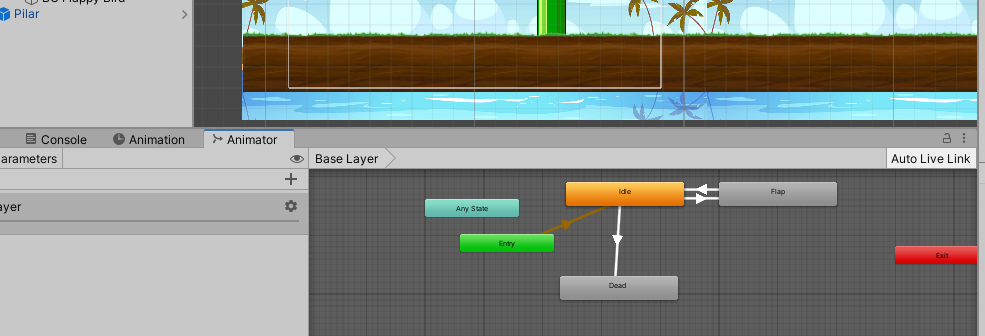 Pilar
Console
Animation
Animator
arameters
Base Layer
Auto Live Link
ayer
Idle
Flap
Any State
Entry
Exit
Dead